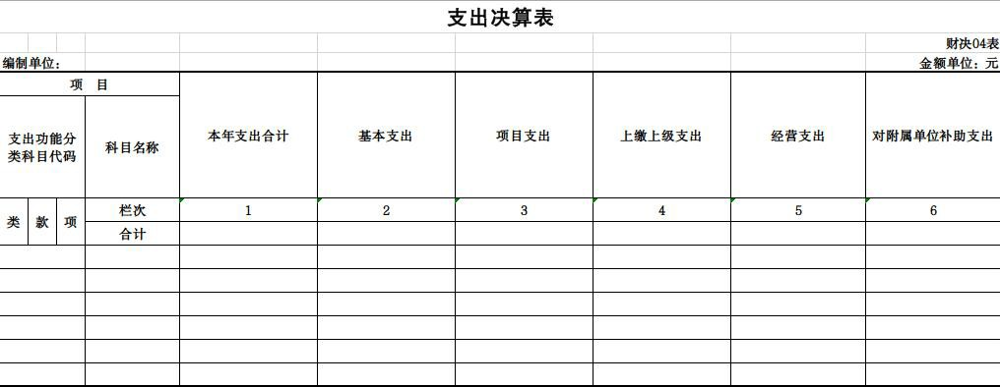 支出决算表
财决04表
编制单位：
金额单位：元
项 目
本年支出合计
基本支出
项目支出
上缴上级支出
经营支出
对附属单位补助支出
支出功能分
类科目代码
科目名称
类 款 项
栏次 1 2 3 4 5 6
合计